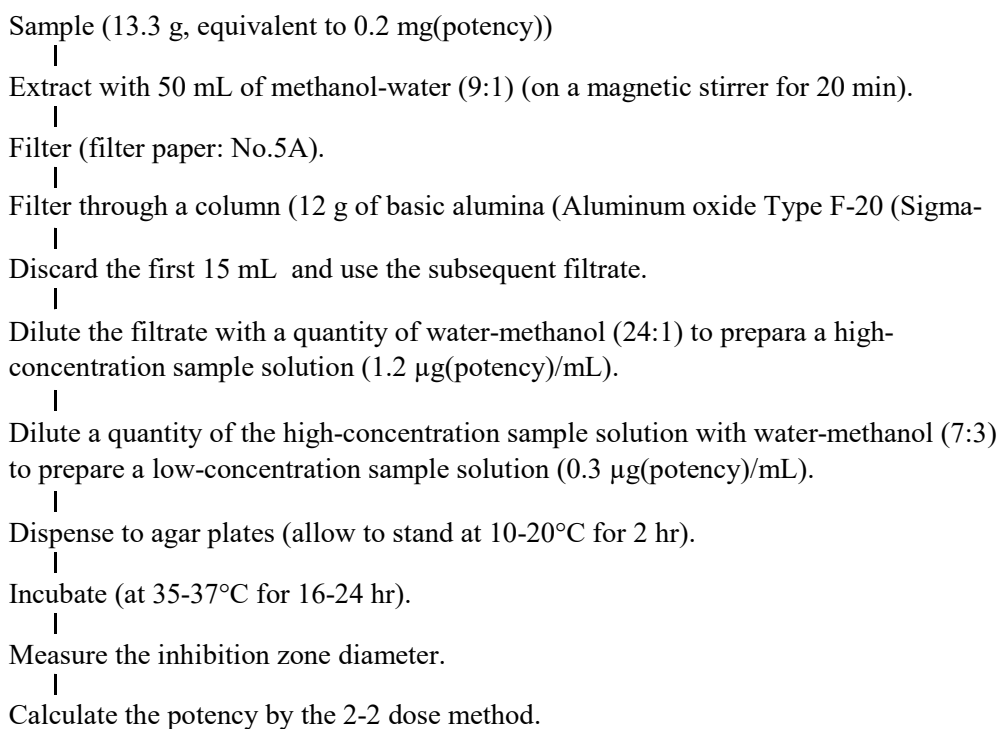 Sample (13.3 g, equivalent to 0.2 mg(potency))
Extract with 50 mL of methanol-water (9:1) (on a magnetic stirrer for 20 min).
Filter (filter paper: No.5A).
Filter through a column (12 g of basic alumina (Aluminum oxide Type F-20 (Sigma-
Discard the first 15 mL  and use the subsequent filtrate.
Dilute the filtrate with a quantity of water-methanol (24:1) to prepara a high-
concentration sample solution (1.2 µg(potency)/mL).
Dilute a quantity of the high-concentration sample solution with water-methanol (7:3)
to prepare a low-concentration sample solution (0.3 µg(potency)/mL).
Dispense to agar plates (allow to stand at 10-20°C for 2 hr).
Incubate (at 35-37°C for 16-24 hr).
Measure the inhibition zone diameter.
Calculate the potency by the 2-2 dose method.